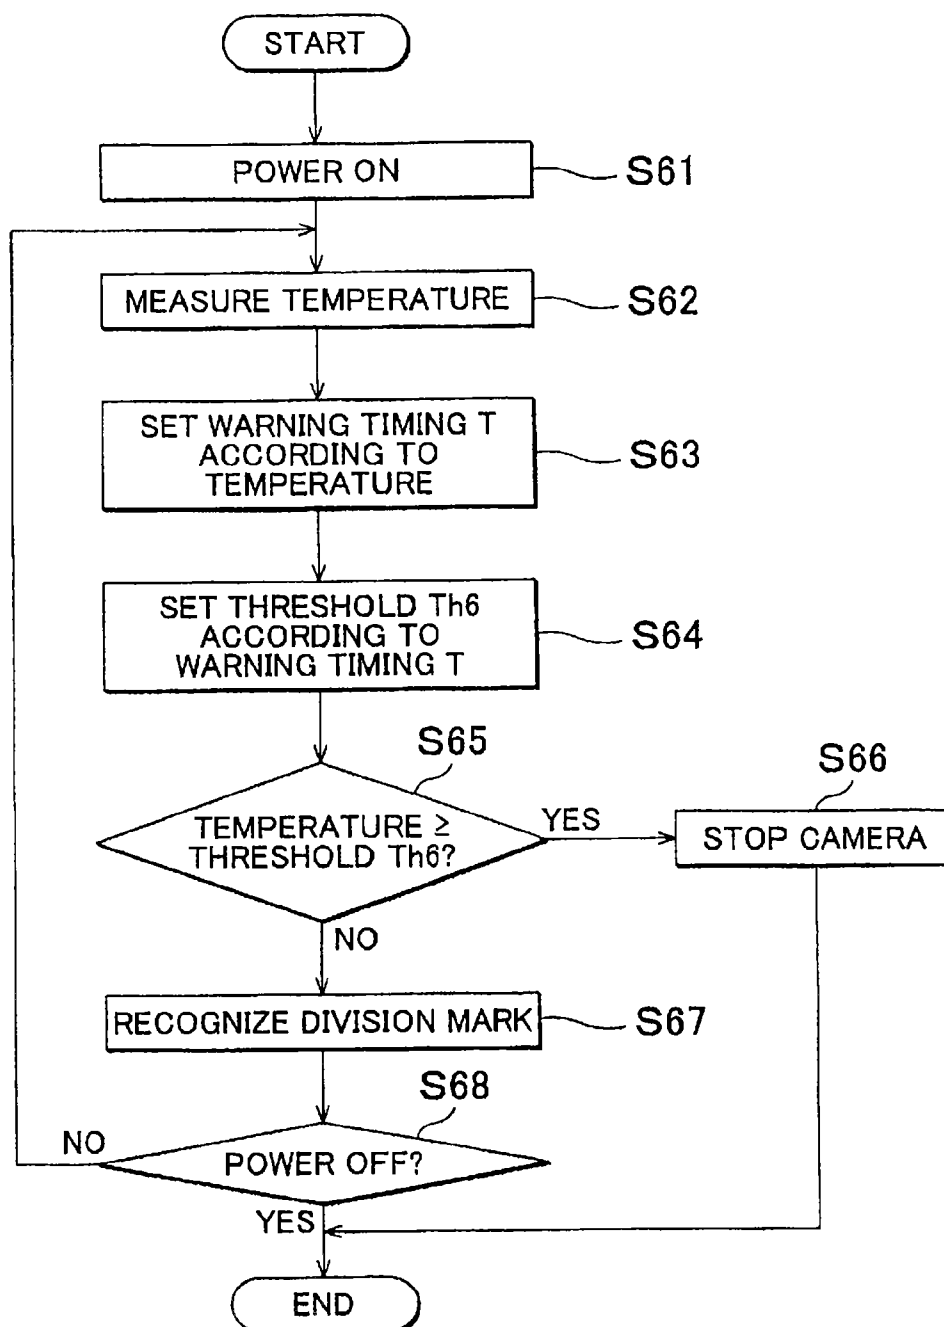 START
POWER ON
S61
MEASURE TEMPERATURE
S62
SET WARNING TIMING T
ACCORDING TO
TEMPERATURE
S63
SET THRESHOLD Th6
ACCORDING TO
WARNING TIMING T
S64
S65
TEMPERATURE ≥
THRESHOLD Th6?
YES
S66
STOP CAMERA
NO
RECOGNIZE DIVISION MARK
S67
S68
NO
POWER OFF?
YES
END